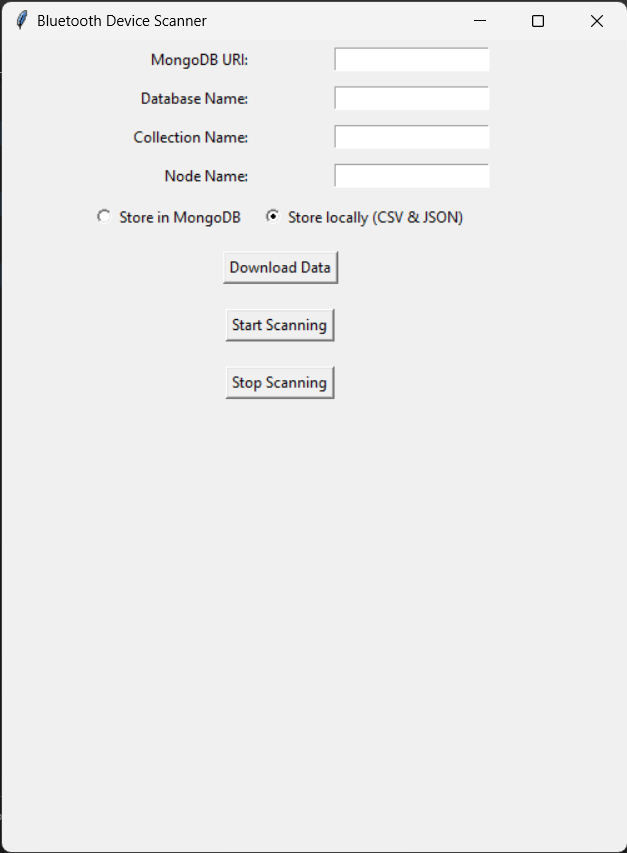 Bluetooth Device Scanner
MongoDB URI:
Database Name:
Collection Name:
Node Name:
Store in MongoDB Store locally (CSV & JSON)
Download Data
Start Scanning
Stop Scanning